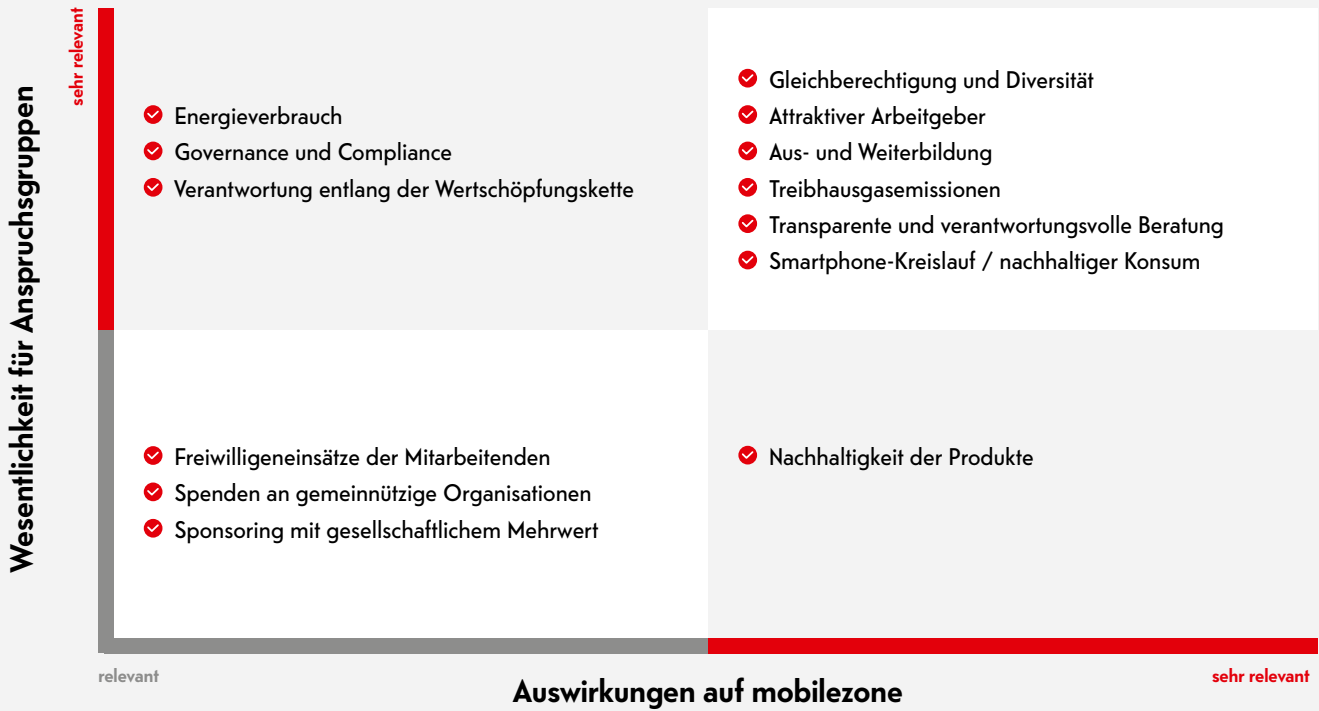 Wesentlichkeit für Anspruchsgruppen
sehr relevant
Energieverbrauch
Governance und Compliance
Verantwortung entlang der Wertschöpfungskette
Gleichberechtigung und Diversität
Attraktiver Arbeitgeber
Aus- und Weiterbildung
Treibhausgasemissionen
Transparente und verantwortungsvolle Beratung
Smartphone-Kreislauf / nachhaltiger Konsum
Freiwilligeneinsätze der Mitarbeitenden
Spenden an gemeinnützige Organisationen
Sponsoring mit gesellschaftlichem Mehrwert
Nachhaltigkeit der Produkte
relevant
Auswirkungen auf mobilezone
sehr relevant